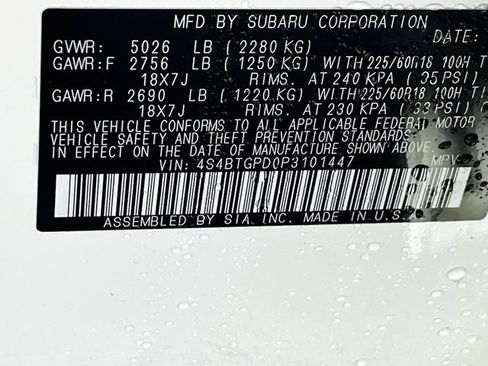 MFD BY SUBARU CORPORATION DATE:
GVWR: 5026 LB (2280 KG)
GAWR:F 2756 LB (1250 KG) WITH 225/60R18 100H T
18X7J RIMS. AT 240 KPA (35 PSI)
GAWR:R 2690 LB (1220 KG) WITH 225/60R18 100H TI
18X7J RIMS. AT 230 KPA (33 PSI)
THIS VEHICLE CONFORMS TO ALL APPLICABLE FEDERAL MOTOR
VEHICLE SAFETY AND THEFT PREVENTION STANDARDS IN
EFFECT ON THE DATE OF MANUFACTURE SHOWN ABOVE.
VIN: 4S4BTGPD0P3101447 MPV
ASSEMBLED BY SIA, INC. IN U.S.